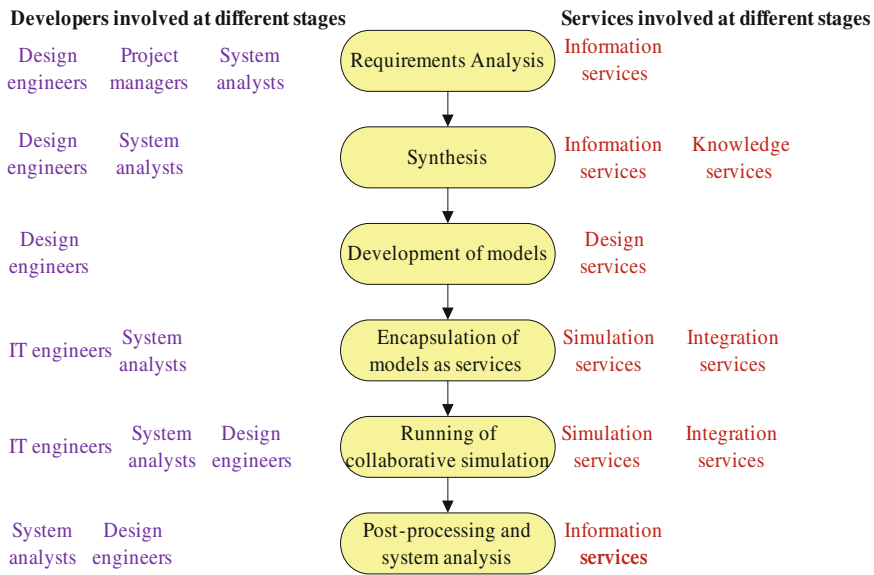 Developers involved at different stages
Services involved at different stages
Design engineers
Project managers
System analysts
Requirements Analysis
Information services
Design engineers
System analysts
Synthesis
Information services
Knowledge services
Design engineers
Development of models
Design services
IT engineers
System analysts
Encapsulation of
models as services
Simulation services
Integration services
IT engineers
System analysts
Design engineers
Running of
collaborative simulation
Simulation services
Integration services
System analysts
Design engineers
Post-processing and
system analysis
Information services